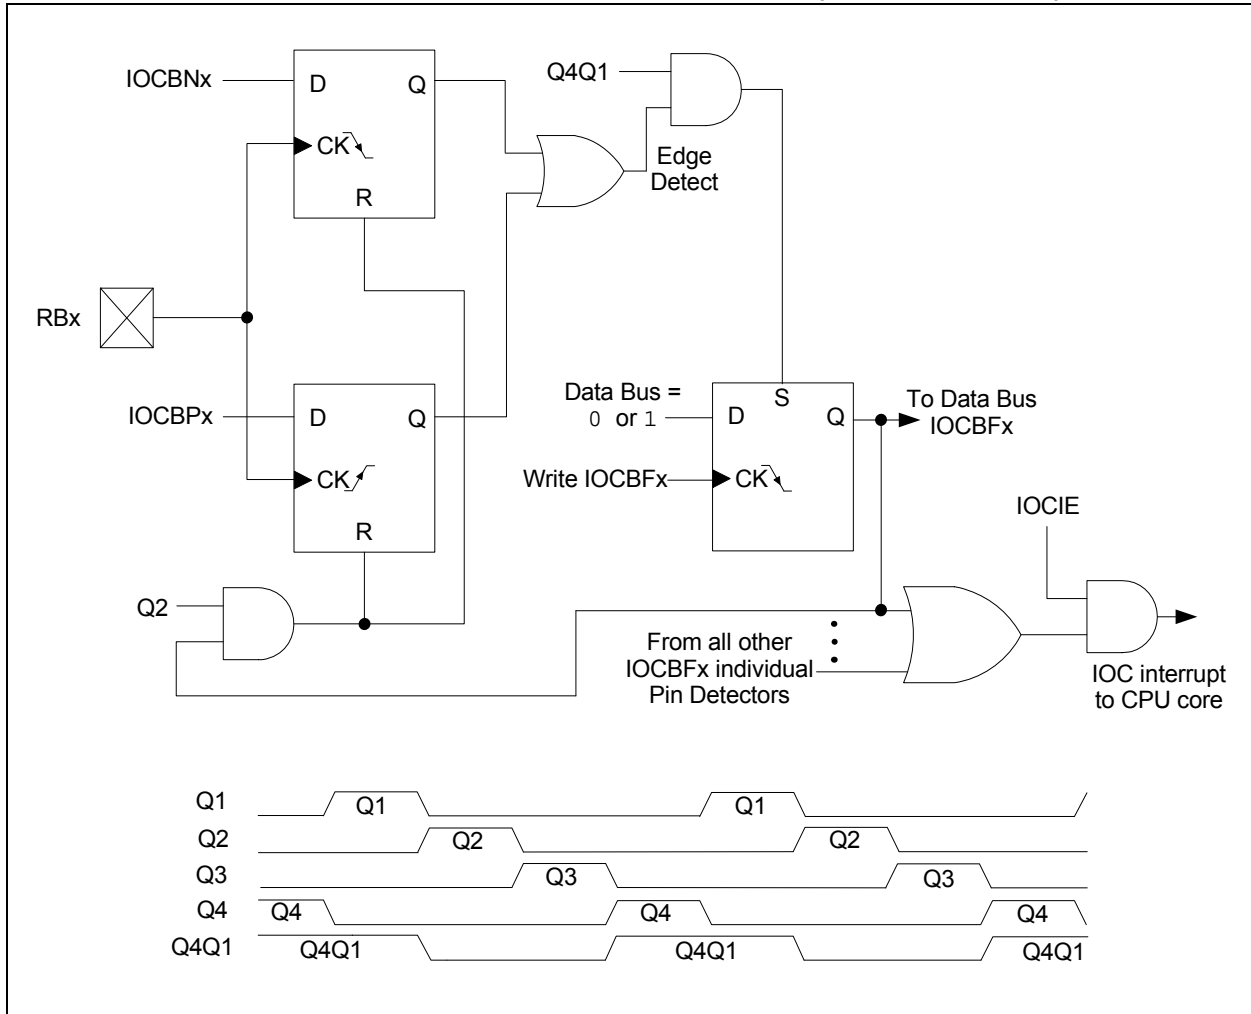 IOCBNx
D
Q
CK
R
Q4Q1
Edge
Detect
RBx
IOCBPx
D
Q
CK
R
Q2
Data Bus =
0 or 1
Write IOCBFx
S
D
Q
CK
To Data Bus
IOCBFx
IOCIE
From all other
IOCBFx individual
Pin Detectors
IOC interrupt
to CPU core
Q1
Q1
Q1
Q2
Q2
Q2
Q3
Q3
Q3
Q4
Q4
Q4
Q4
Q4Q1
Q4Q1
Q4Q1
Q4Q1